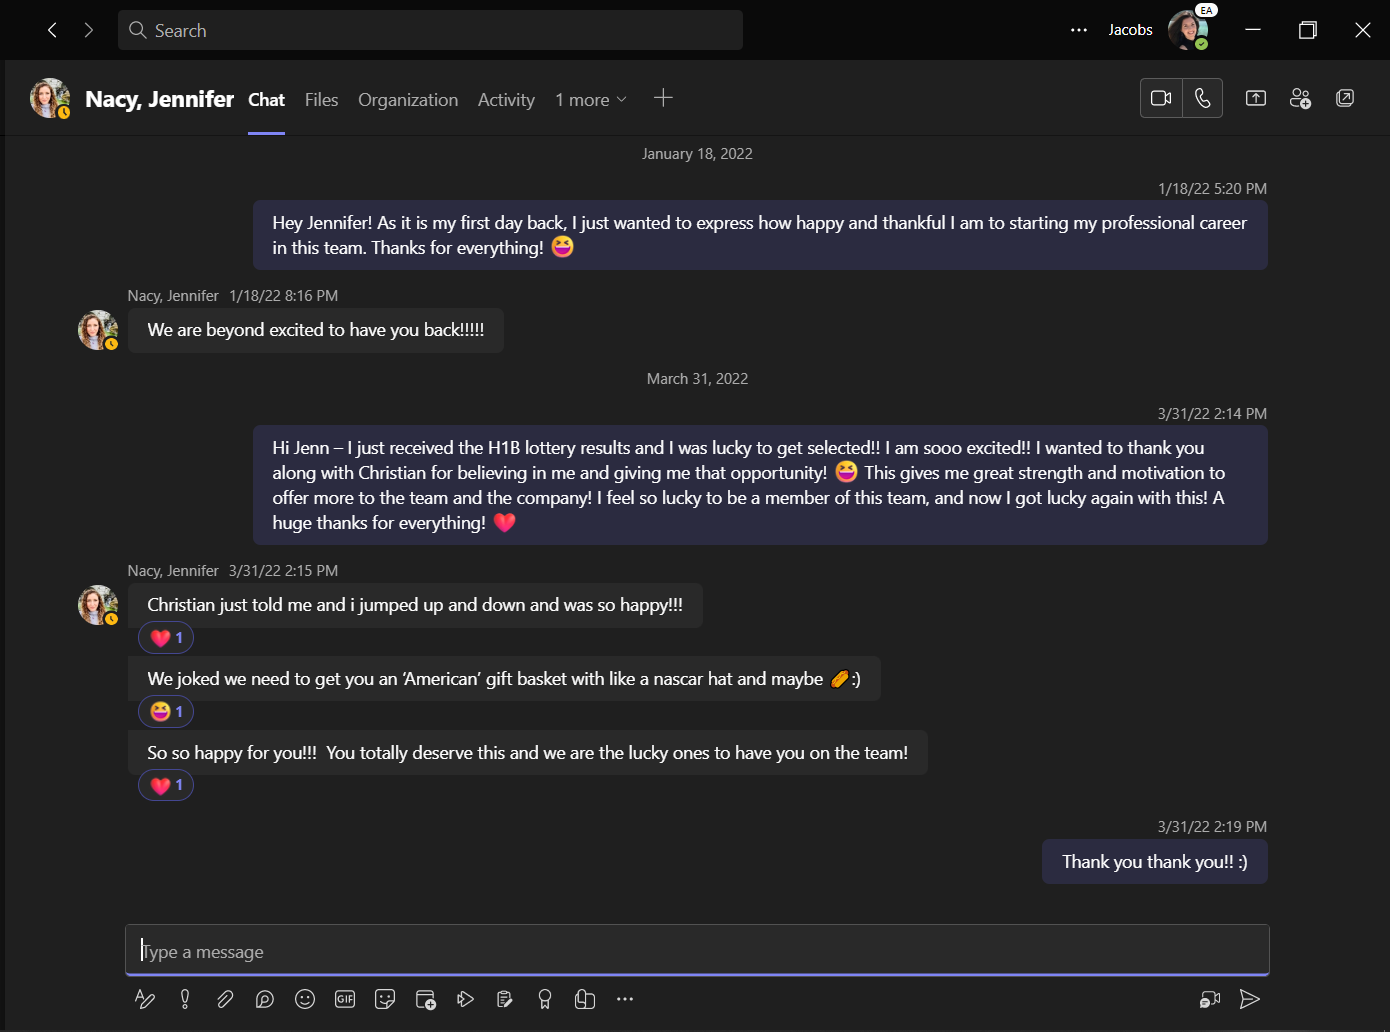 Search
Jacobs
EA
Nacy, Jennifer
Chat
Files
Organization
Activity
1 more
January 18, 2022
1/18/22 5:20 PM
Hey Jennifer! As it is my first day back, I just wanted to express how happy and thankful I am to starting my professional career
in this team. Thanks for everything! 😆
Nacy, Jennifer 1/18/22 8:16 PM
We are beyond excited to have you back!!!!!
March 31, 2022
3/31/22 2:14 PM
Hi Jenn – I just received the H1B lottery results and I was lucky to get selected!! I am sooo excited!! I wanted to thank you
along with Christian for believing in me and giving me that opportunity! 😆 This gives me great strength and motivation to
offer more to the team and the company! I feel so lucky to be a member of this team, and now I got lucky again with this! A
huge thanks for everything! ❤️
Nacy, Jennifer 3/31/22 2:15 PM
Christian just told me and i jumped up and down and was so happy!!!
❤️ 1
We joked we need to get you an ‘American’ gift basket with like a nascar hat and maybe 🌭:)
😆 1
So so happy for you!!! You totally deserve this and we are the lucky ones to have you on the team!
❤️ 1
3/31/22 2:19 PM
Thank you thank you!! :)
Type a message
GIF